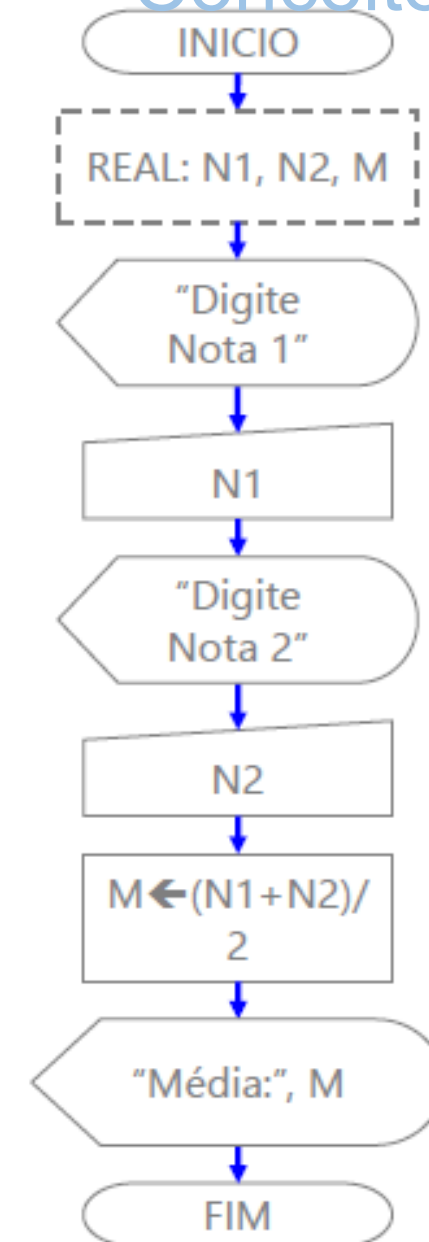 INICIO
REAL: N1, N2, M
"Digite
Nota 1"
N1
"Digite
Nota 2"
N2
M🡸(N1+N2)/
2
"Média:", M
FIM